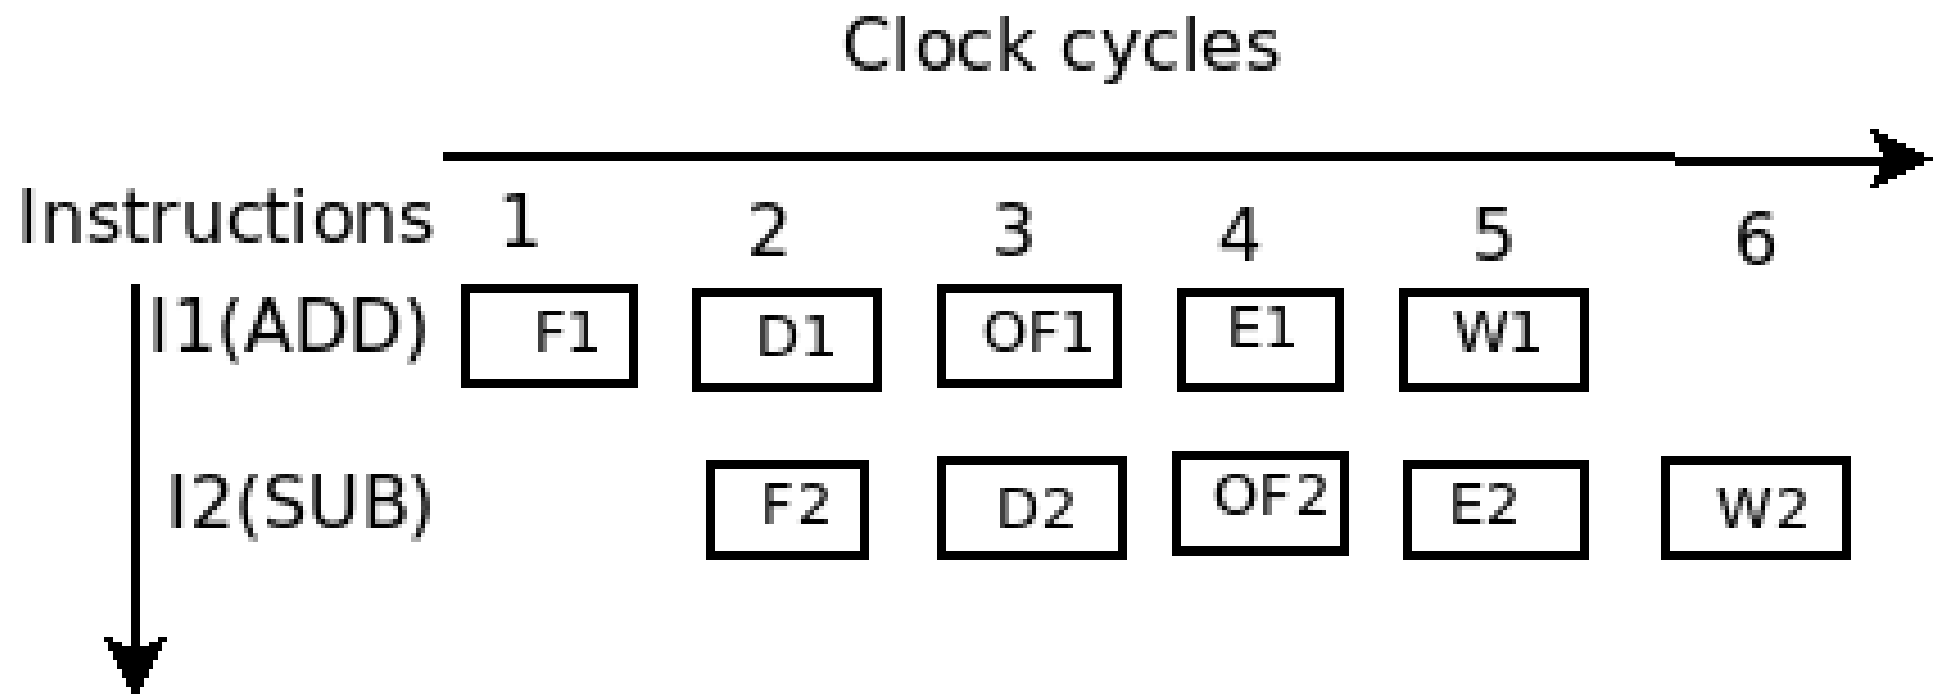 Clock cycles
Instructions 1 2 3 4 5 6
I1(ADD) F1 D1 OF1 E1 W1
I2(SUB) F2 D2 OF2 E2 W2